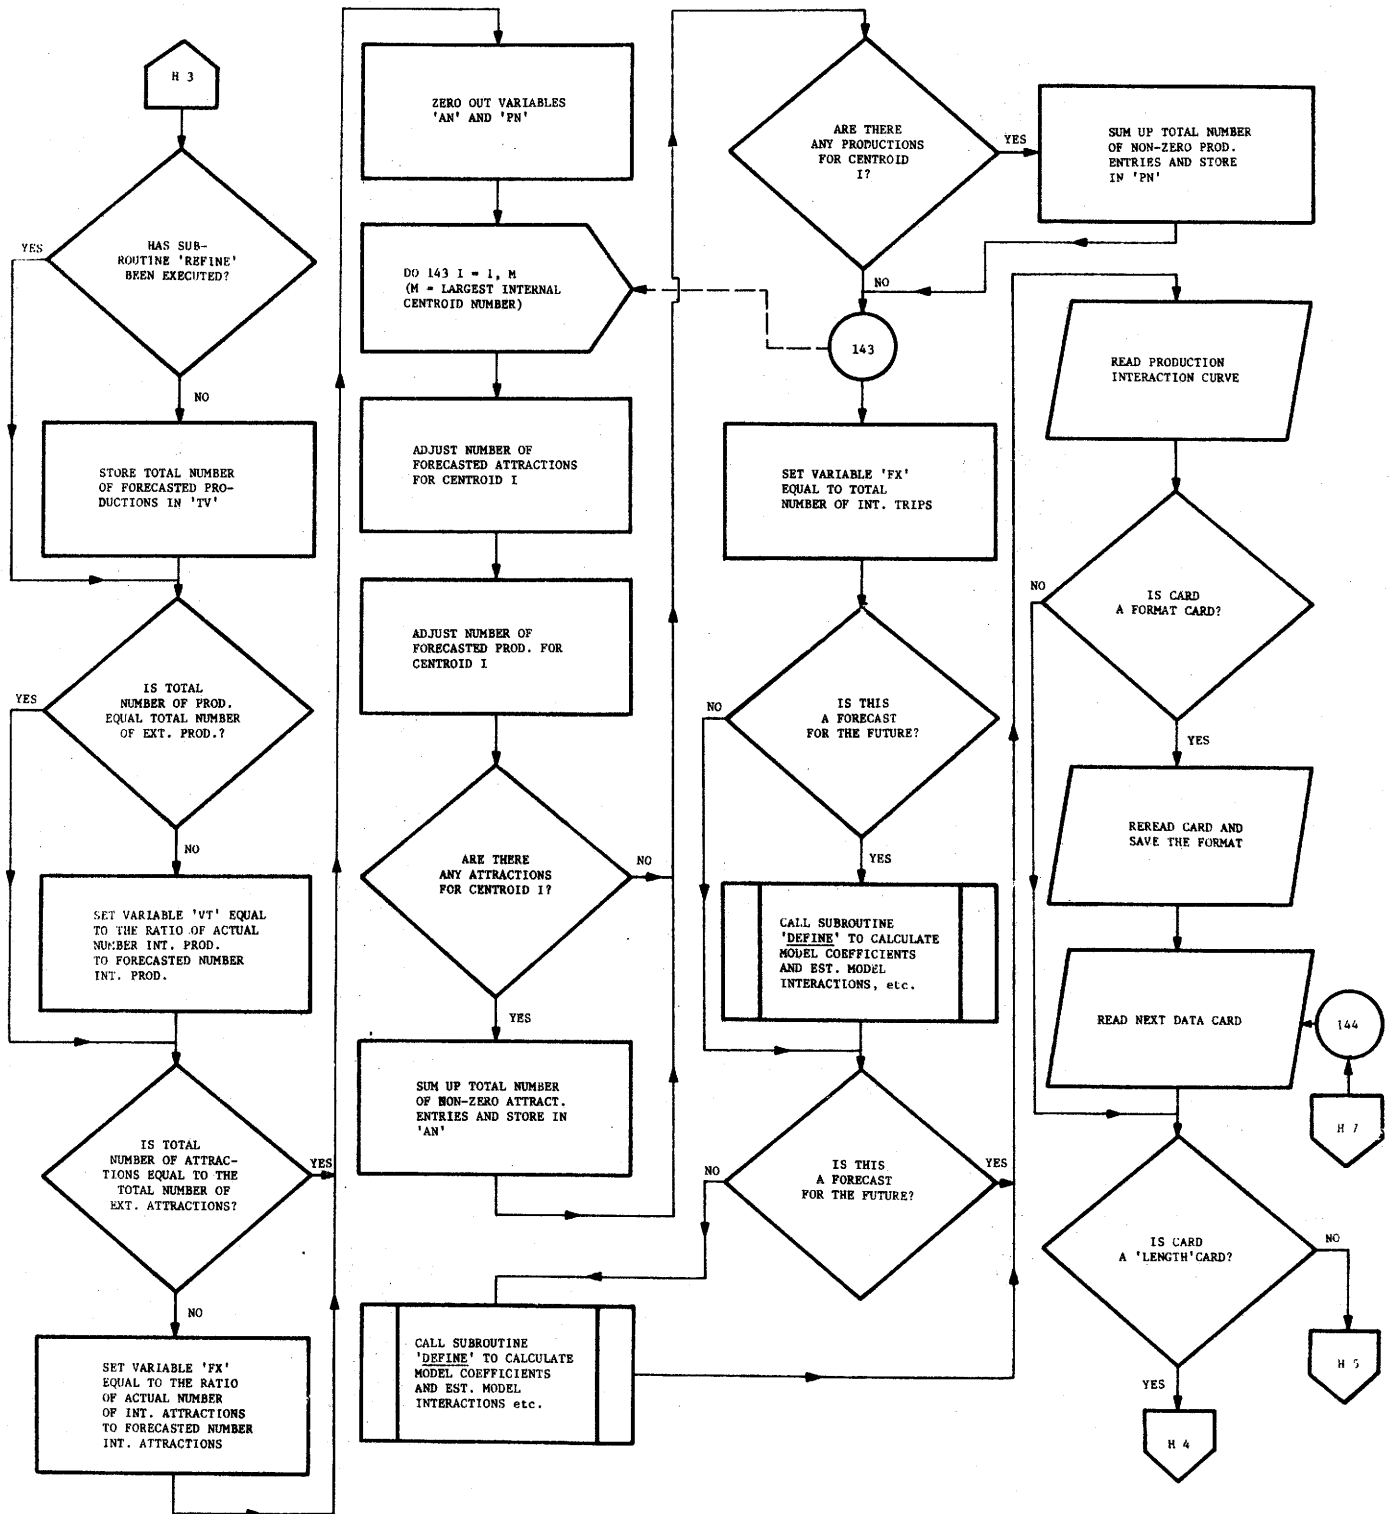 H 3
HAS SUB-
ROUTINE 'REFINE'
BEEN EXECUTED?
YES
NO
STORE TOTAL NUMBER
OF FORECASTED PRO-
DUCTIONS IN 'TV'
IS TOTAL
NUMBER OF PROD.
EQUAL TOTAL NUMBER
OF EXT. PROD.?
YES
NO
SET VARIABLE 'VT' EQUAL
TO THE RATIO OF ACTUAL
NUMBER INT. PROD.
TO FORECASTED NUMBER
INT. PROD.
IS TOTAL
NUMBER OF ATTRAC-
TIONS EQUAL TO THE
TOTAL NUMBER OF
EXT. ATTRACTIONS?
YES
NO
SET VARIABLE 'FX'
EQUAL TO THE RATIO
OF ACTUAL NUMBER
OF INT. ATTRACTIONS
TO FORECASTED NUMBER
INT. ATTRACTIONS
ZERO OUT VARIABLES
'AN' AND 'PN'
DO 143 I = 1, M
(M = LARGEST INTERNAL
CENTROID NUMBER)
ADJUST NUMBER OF
FORECASTED ATTRACTIONS
FOR CENTROID I
ADJUST NUMBER OF
FORECASTED PROD. FOR
CENTROID I
ARE THERE
ANY ATTRACTIONS
FOR CENTROID I?
NO
YES
SUM UP TOTAL NUMBER
OF NON-ZERO ATTRACT.
ENTRIES AND STORE IN
'AN'
CALL SUBROUTINE
'DEFINE' TO CALCULATE
MODEL COEFFICIENTS
AND EST. MODEL
INTERACTIONS etc.
ARE THERE
ANY PRODUCTIONS
FOR CENTROID
I?
YES
NO
SUM UP TOTAL NUMBER
OF NON-ZERO PROD.
ENTRIES AND STORE
IN 'PN'
143
SET VARIABLE 'FX'
EQUAL TO TOTAL
NUMBER OF INT. TRIPS
IS THIS
A FORECAST
FOR THE FUTURE?
NO
YES
CALL SUBROUTINE
'DEFINE' TO CALCULATE
MODEL COEFFICIENTS
AND EST. MODEL
INTERACTIONS, etc.
IS THIS
A FORECAST
FOR THE FUTURE?
NO
YES
READ PRODUCTION
INTERACTION CURVE
IS CARD
A FORMAT CARD?
NO
YES
REREAD CARD AND
SAVE THE FORMAT
READ NEXT DATA CARD
144
H 7
IS CARD
A 'LENGTH' CARD?
NO
YES
H 5
H 4